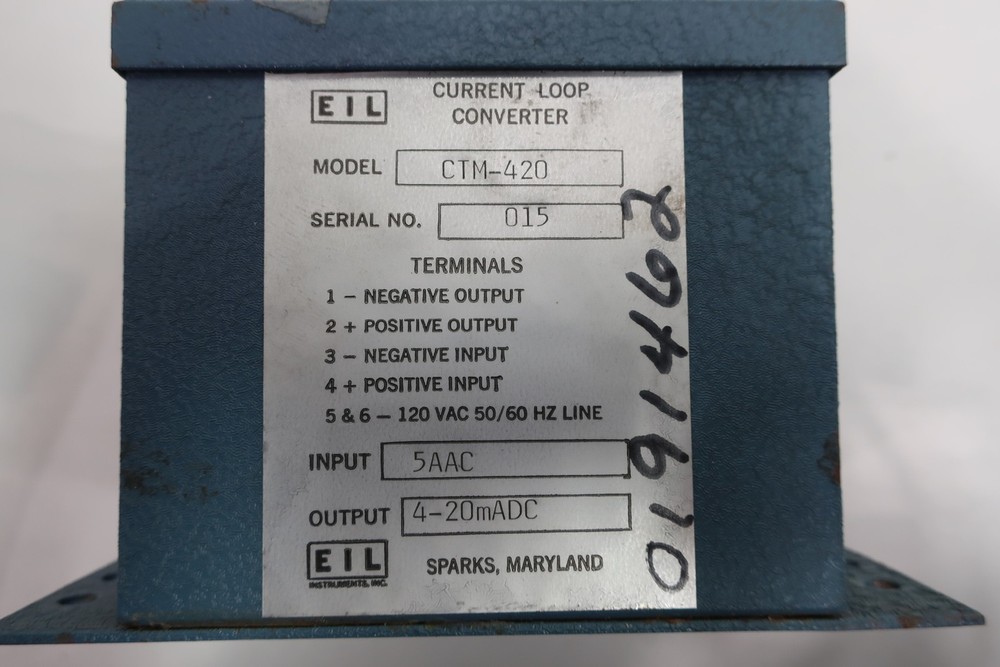 EIL
CURRENT LOOP
CONVERTER
MODEL CTM-420
SERIAL NO. 015
TERMINALS
1 - NEGATIVE OUTPUT
2 + POSITIVE OUTPUT
3 - NEGATIVE INPUT
4 + POSITIVE INPUT
5 & 6 - 120 VAC 50/60 HZ LINE
INPUT 5AAC
OUTPUT 4-20mADC
EIL
INSTRUMENTS, INC.
SPARKS, MARYLAND
0191462